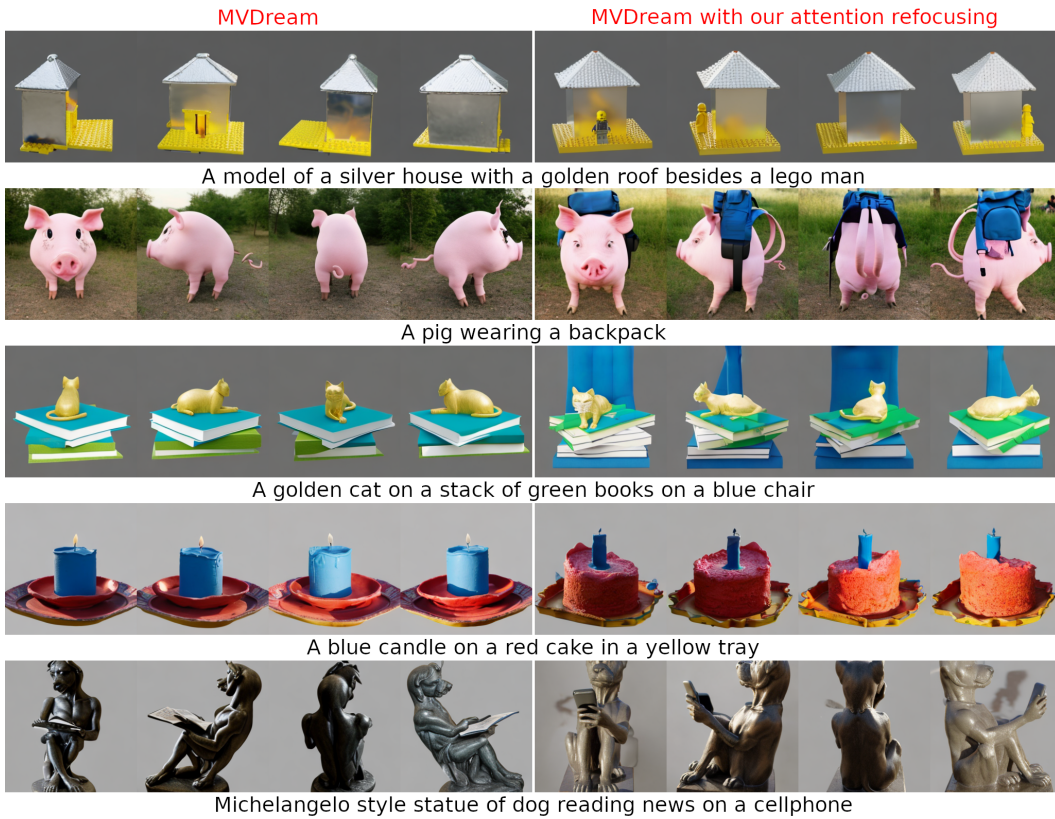 MVDream
MVDream with our attention refocusing
A model of a silver house with a golden roof besides a lego man
A pig wearing a backpack
A golden cat on a stack of green books on a blue chair
A blue candle on a red cake in a yellow tray
Michelangelo style statue of dog reading news on a cellphone